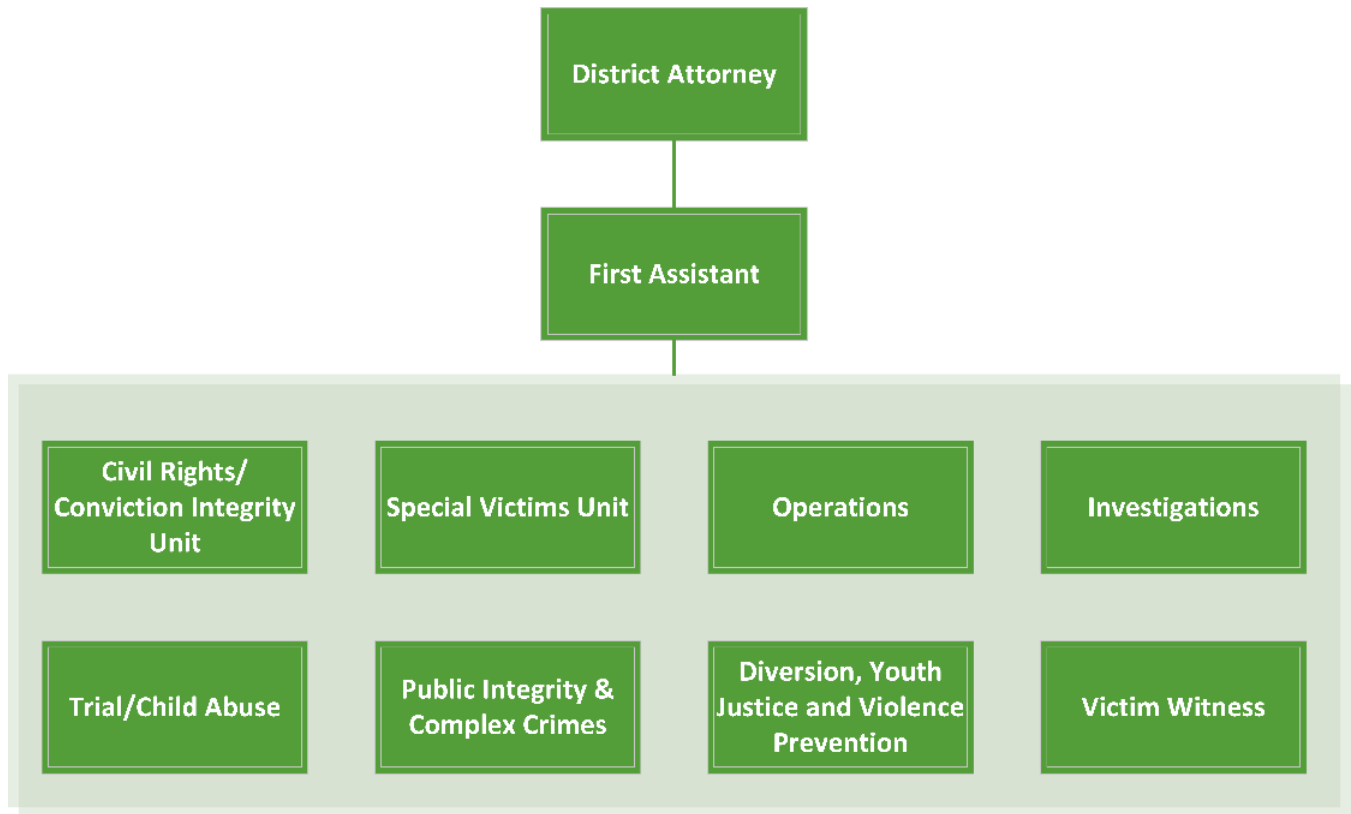 District Attorney
First Assistant
Civil Rights/
Conviction Integrity
Unit
Special Victims Unit
Operations
Investigations
Trial/Child Abuse
Public Integrity &
Complex Crimes
Diversion, Youth
Justice and Violence
Prevention
Victim Witness